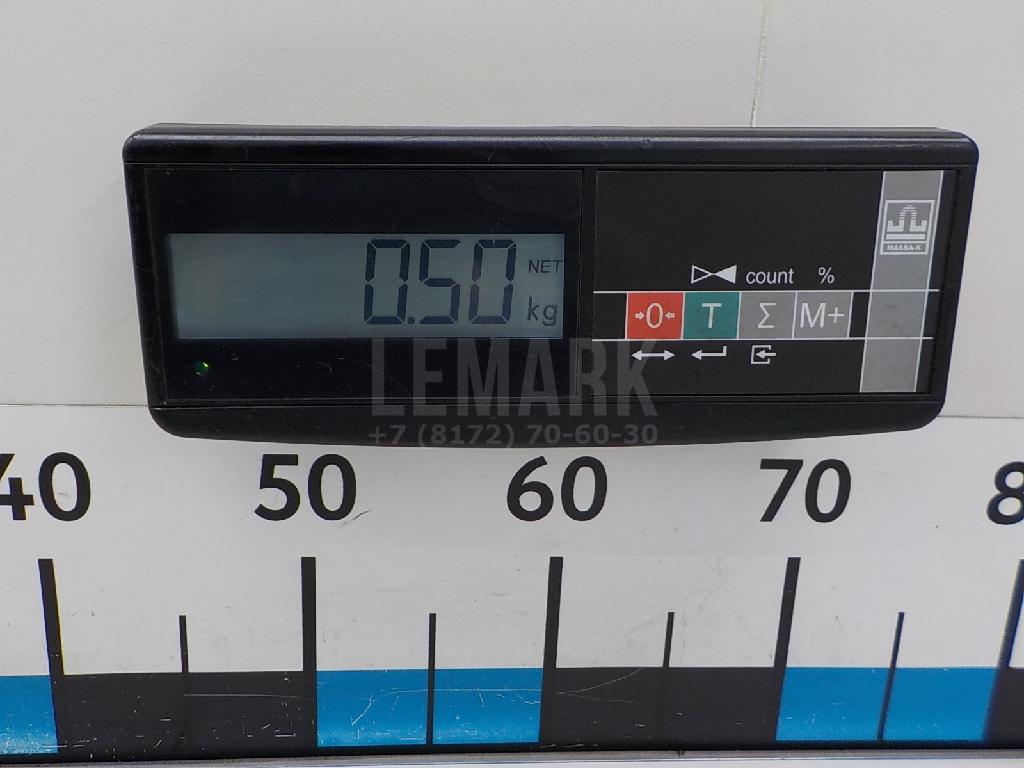 0.50 NET
kg
MASSA-K
count %
→0← T Σ M+
LEMARK
+7 (8172) 70-60-30
40 50 60 70 8